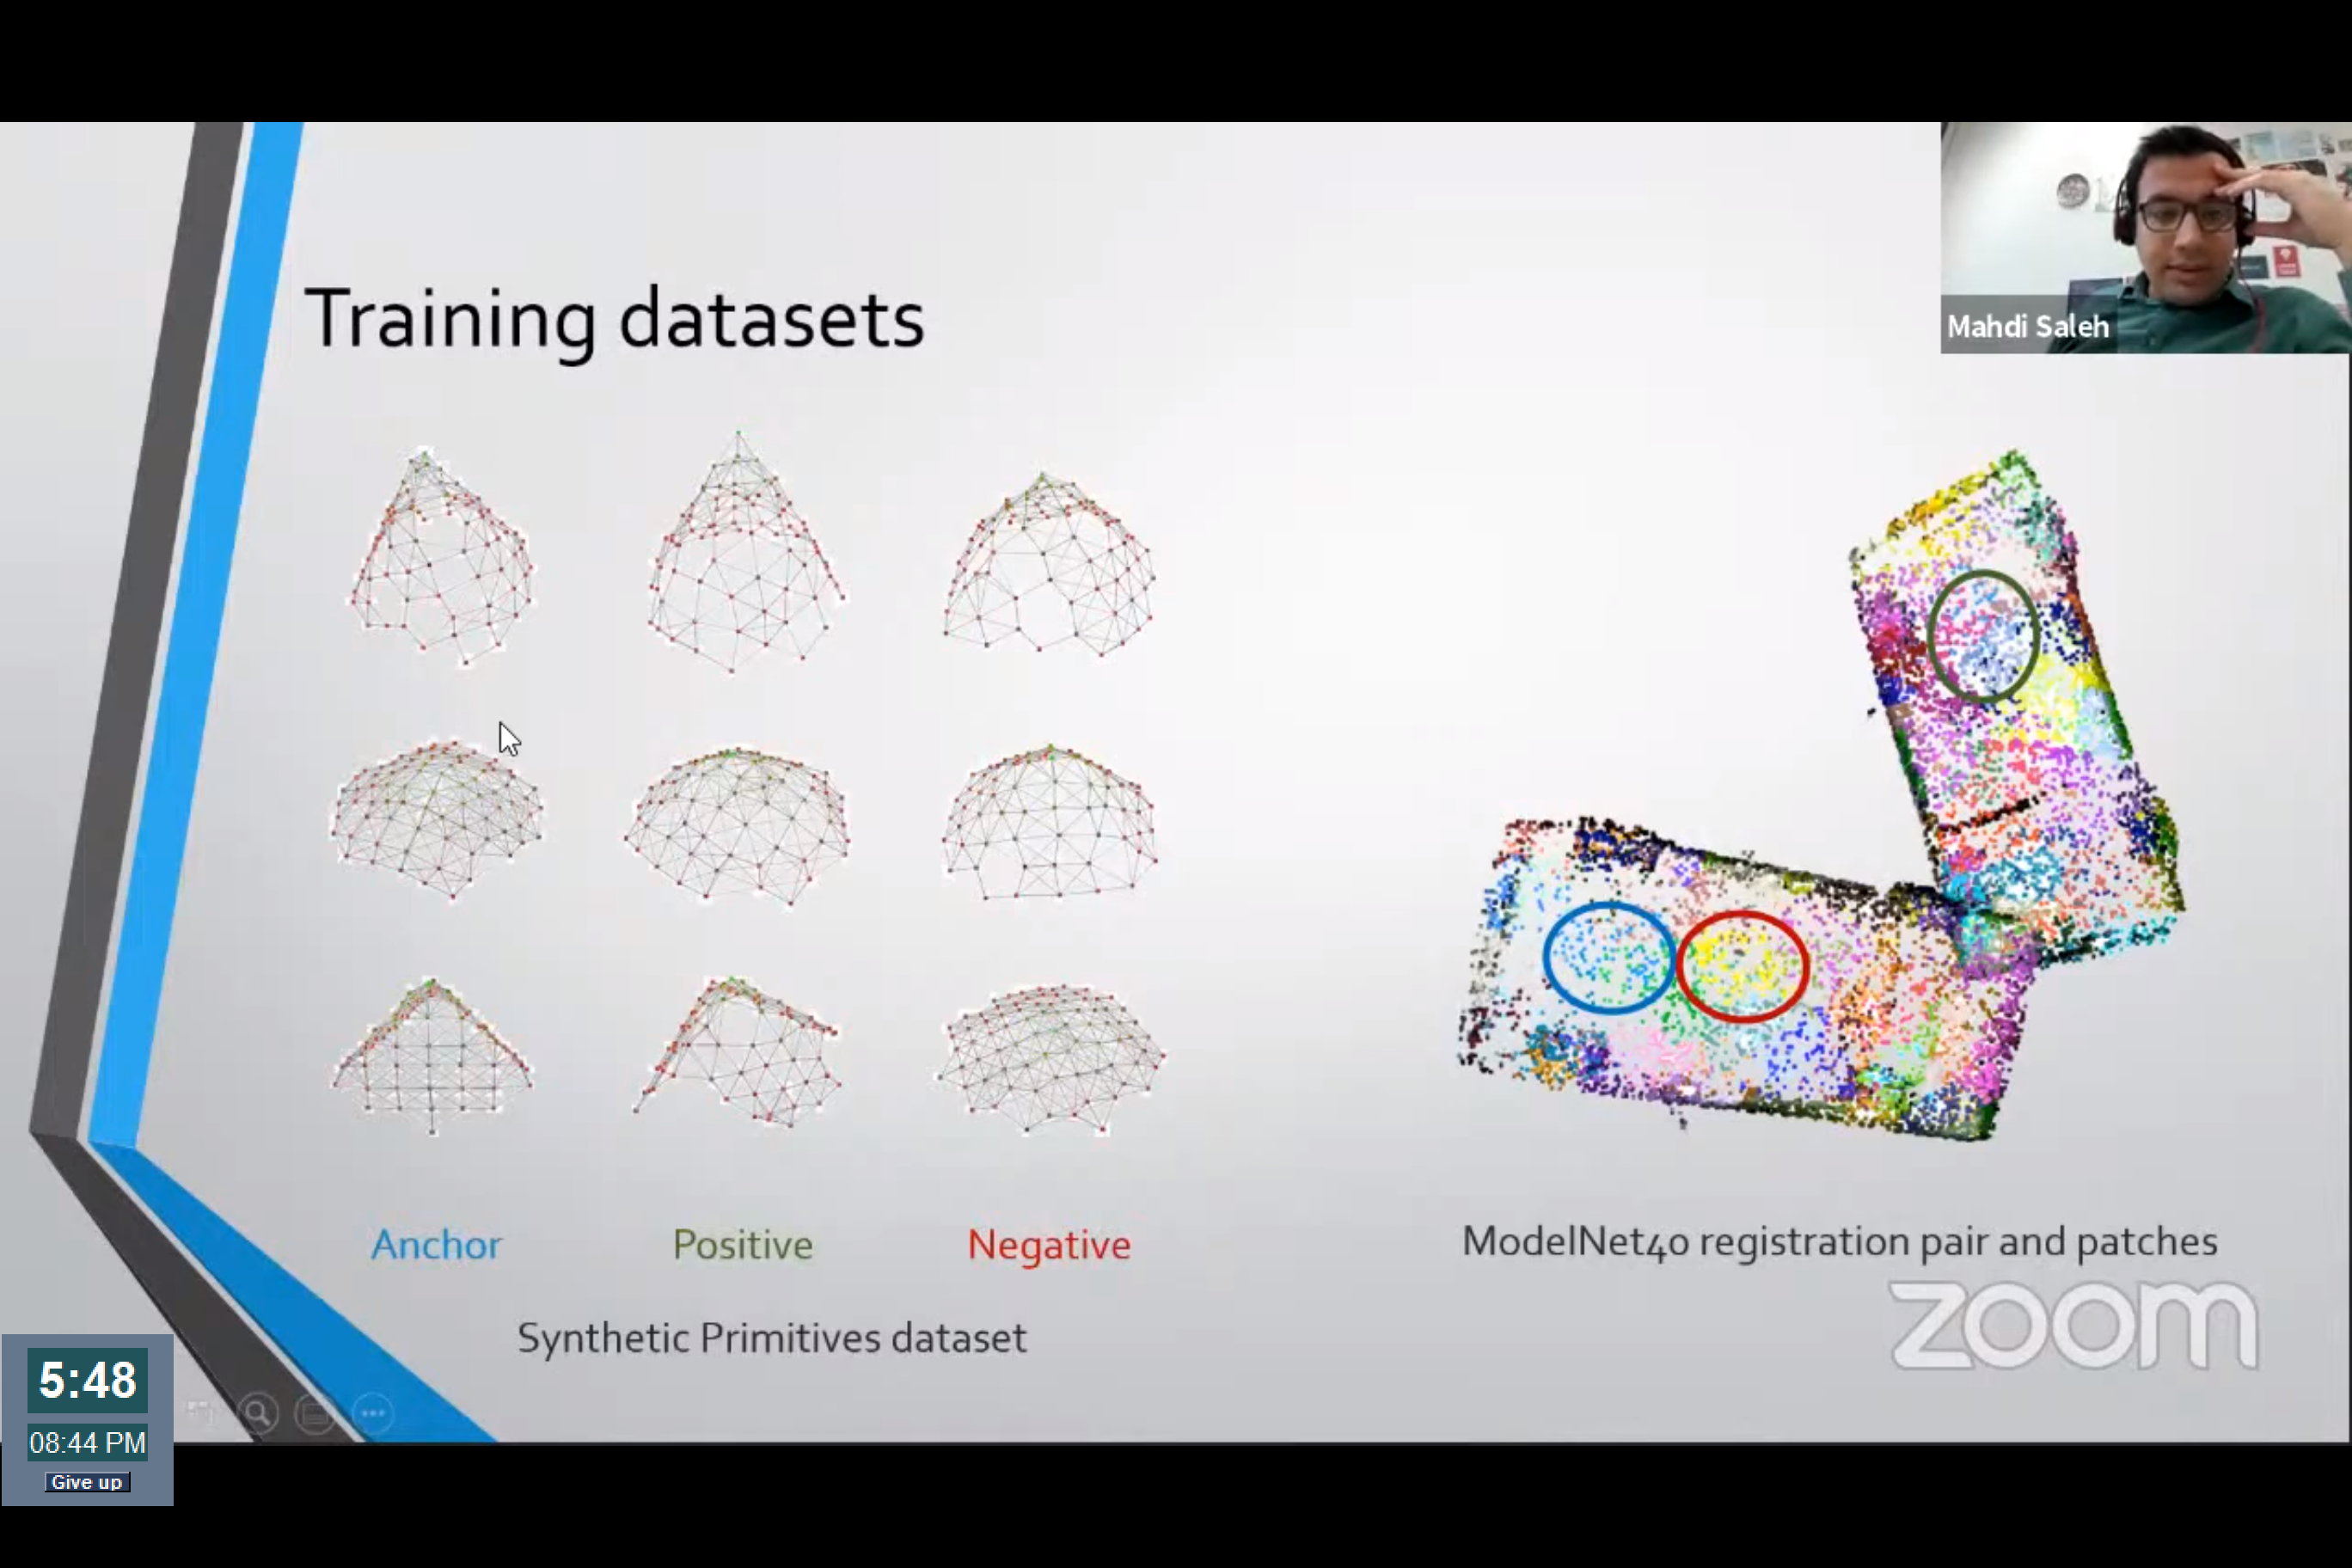 Mahdi Saleh
Training datasets
Anchor
Positive
Negative
Synthetic Primitives dataset
ModelNet40 registration pair and patches
zoom
5:48
08:44 PM
Give up